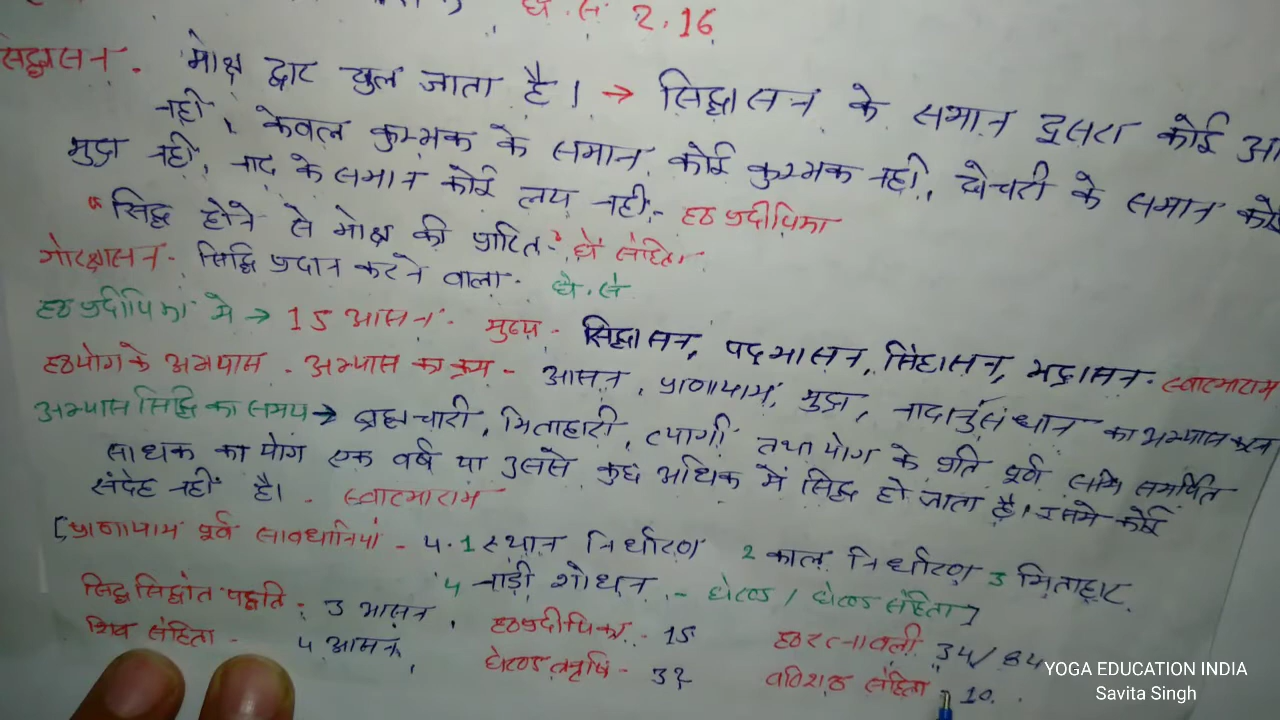 घे.सं 2.16
सिद्धासन. मोक्ष द्वार खुल जाता है। → सिद्धासन के समान दूसरा कोई आ
नहीं, केवल कुम्भक के समान कोई कुम्भक नहीं, खेचरी के समान कोई
मुद्रा नहीं, नाद के समान कोई लय नहीं - हठ प्रदीपिका
"सिद्ध होने से मोक्ष की प्राप्ति-" घे संहिता
गोरक्षासन - सिद्धि प्रदान करने वाला - घे.सं
हठ प्रदीपिका में → 15 आसन - मुख्य - सिद्धासन, पद्मासन, सिंहासन, भद्रासन - स्वात्माराम
हठयोग के अभ्यास - अभ्यास का क्रम - आसन, प्राणायाम, मुद्रा, नादानुसंधान का अभ्यास क्रम
अभ्यास सिद्धि का समय → ब्रह्मचारी, मिताहारी, त्यागी तथा योग के प्रति पूर्ण समर्पित
साधक का योग एक वर्ष या उससे कुछ अधिक में सिद्ध हो जाता है। इसमें कोई
संदेह नहीं है। - स्वात्माराम
[प्राणायाम पूर्व सावधानियां - 4. 1 स्थान निर्धारण 2 काल निर्धारण 3 मिताहार
4 नाड़ी शोधन - घेरण्ड / घेरण्ड संहिता]
सिद्ध सिद्धांत पद्धति : 3 आसन, हठप्रदीपिका - 15 हठरत्नावली 34/84
शिव संहिता - 4 आसन, घेरण्ड ऋषि - 32 वशिष्ठ संहिता - 10.
YOGA EDUCATION INDIA
Savita Singh